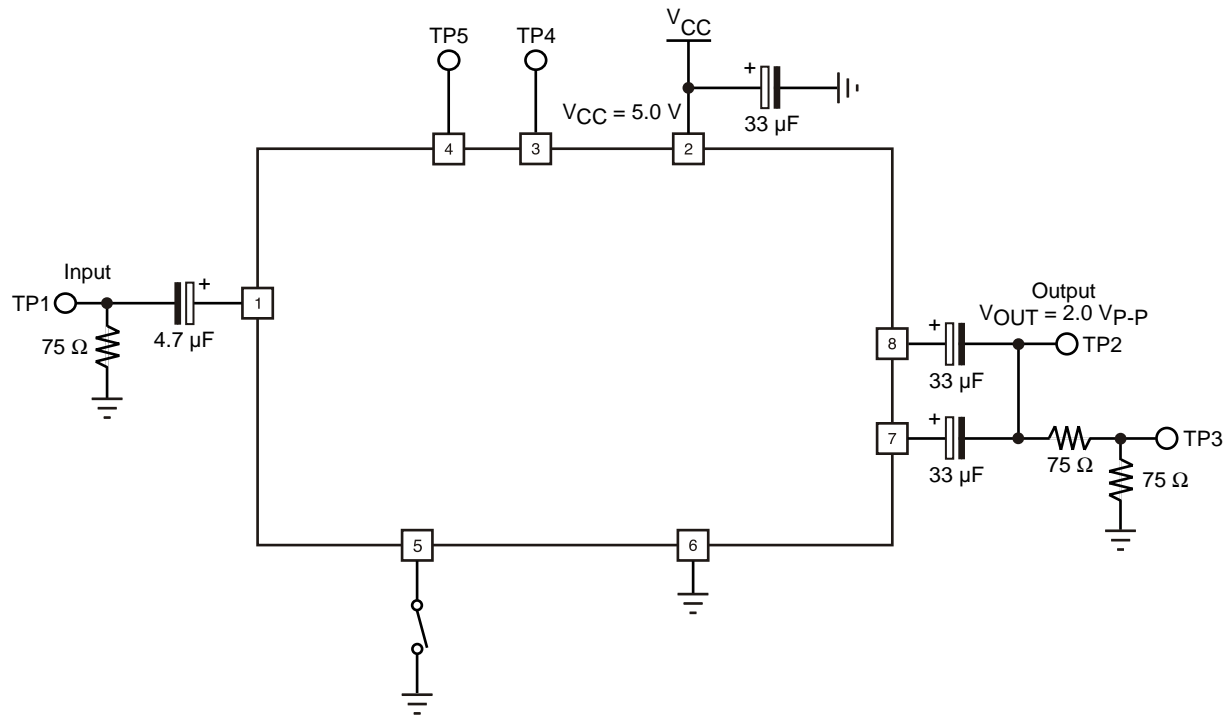 TP5
TP4
VCC
+
VCC = 5.0 V
33 µF
4
3
2
Input
TP1
+
1
75 Ω
4.7 µF
Output
VOUT = 2.0 VP-P
+
8
TP2
33 µF
+
7
TP3
33 µF
75 Ω
75 Ω
5
6